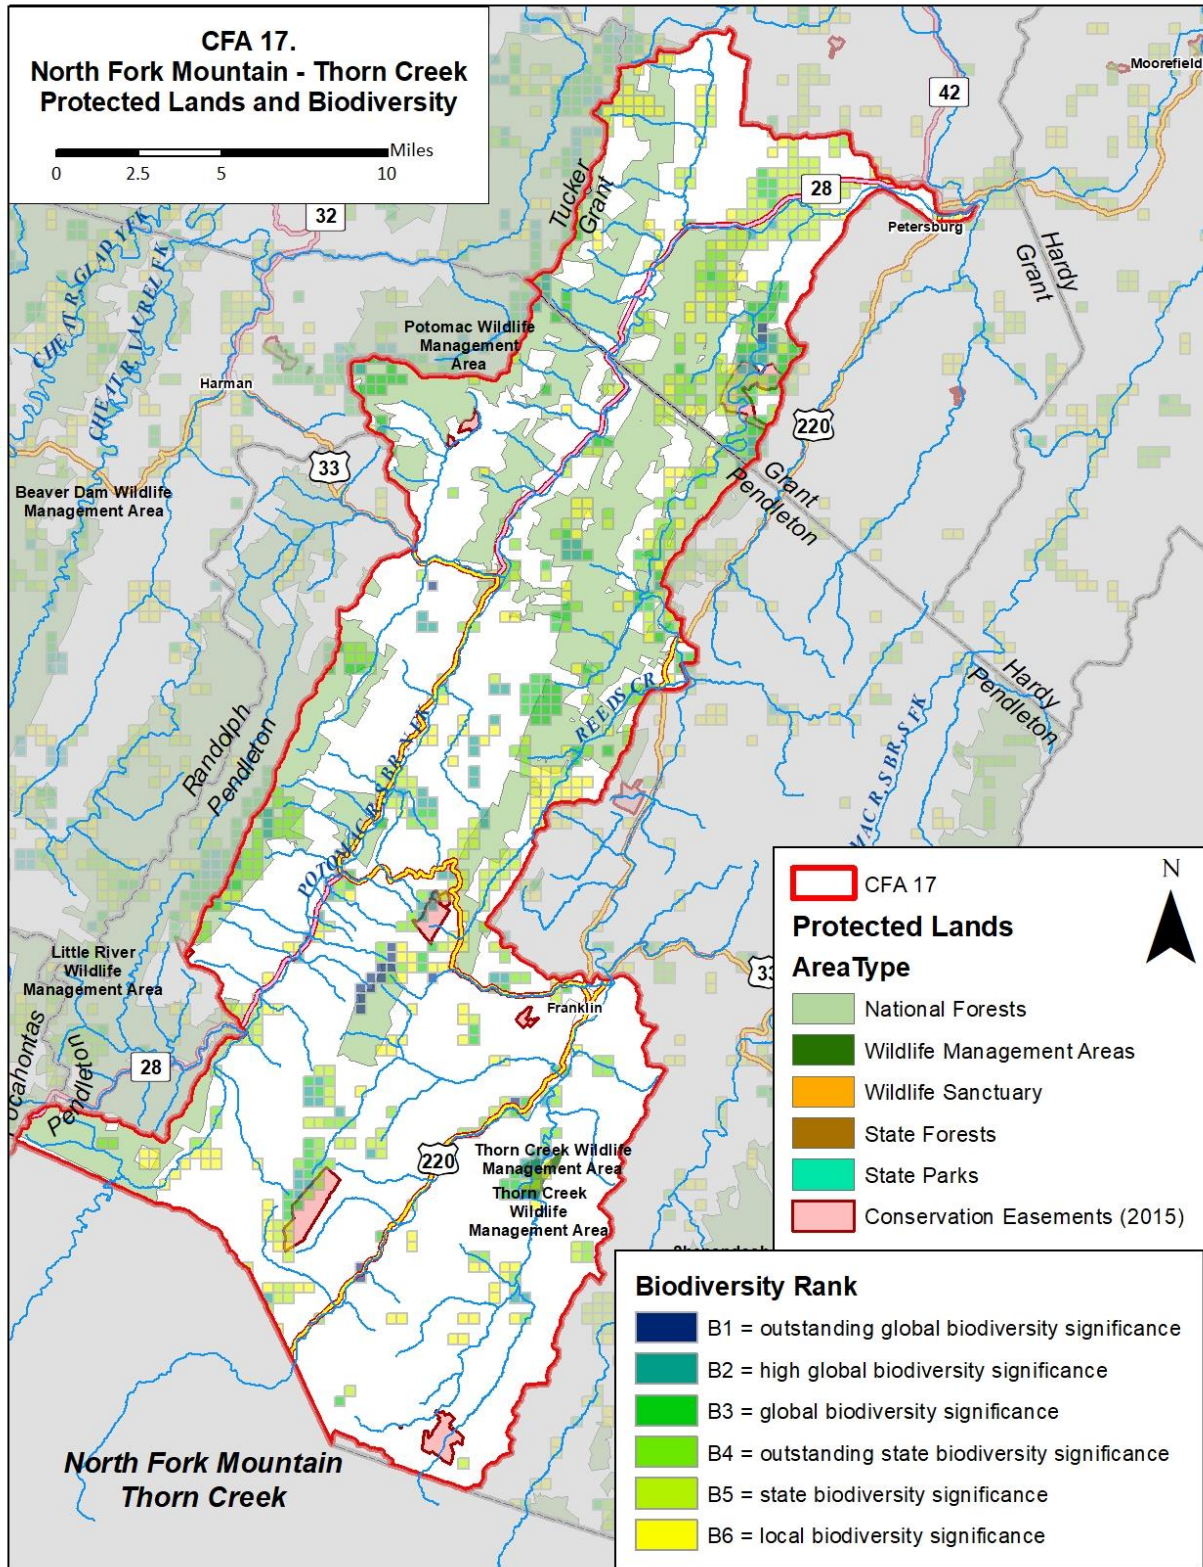 CFA 17.
North Fork Mountain - Thorn Creek
Protected Lands and Biodiversity
Miles
0 2.5 5 10
Moorefield
42
32
28
Tucker
Grant
Petersburg
Hardy
Grant
CHEAT R, GLAD YFK
CHEAT R, LAUREL FK
Potomac Wildlife
Management
Area
Harman
33
220
Beaver Dam Wildlife
Management Area
Grant
Pendleton
Hardy
Pendleton
Randolph
Pendleton
REEDS CR
POTOMAC R, S BR, N FK
MAC R, S BR, S FK
Little River
Wildlife
Management Area
Franklin
33
28
ocahontas
Pendleton
220
Thorn Creek Wildlife
Management Area
Thorn Creek
Wildlife
Management Area
North Fork Mountain
Thorn Creek
N
CFA 17
Protected Lands
AreaType
National Forests
Wildlife Management Areas
Wildlife Sanctuary
State Forests
State Parks
Conservation Easements (2015)
Biodiversity Rank
B1 = outstanding global biodiversity significance
B2 = high global biodiversity significance
B3 = global biodiversity significance
B4 = outstanding state biodiversity significance
B5 = state biodiversity significance
B6 = local biodiversity significance